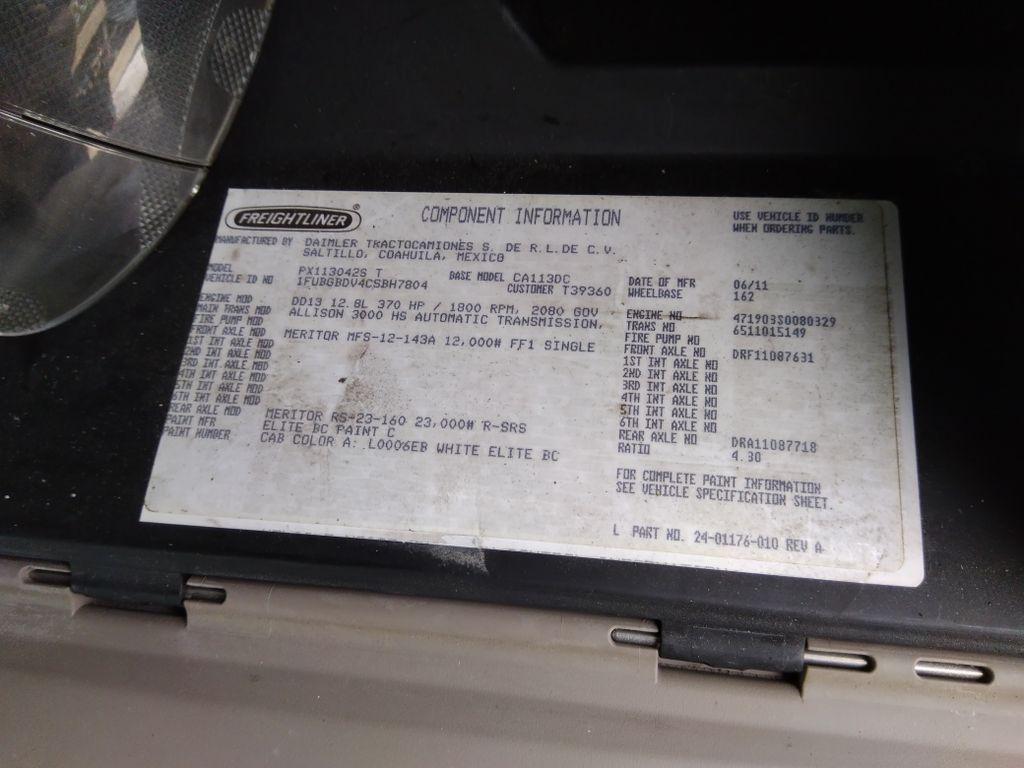 FREIGHTLINER®
COMPONENT INFORMATION
USE VEHICLE ID NUMBER
WHEN ORDERING PARTS.
MANUFACTURED BY DAIMLER TRACTOCAMIONES S. DE R.L.DE C.V.
SALTILLO, COAHUILA, MEXICO
MODEL PX113042S T BASE MODEL CA113DC
VEHICLE ID NO 1FUBGBDV4CSBH7804 CUSTOMER T39360
DATE OF MFR 06/11
WHEELBASE 162
ENGINE MOD DD13 12.8L 370 HP / 1800 RPM, 2080 GOV
MAIN TRANS MOD ALLISON 3000 HS AUTOMATIC TRANSMISSION,
FIRE PUMP MOD
FRONT AXLE MOD MERITOR MFS-12-143A 12,000# FF1 SINGLE
1ST INT AXLE MOD
2ND INT AXLE MOD
3RD INT AXLE MOD
4TH INT AXLE MOD
5TH INT AXLE MOD
6TH INT AXLE MOD
REAR AXLE MOD MERITOR RS-23-160 23,000# R-SRS
PAINT MFR ELITE BC PAINT C
PAINT NUMBER CAB COLOR A: L0006EB WHITE ELITE BC
ENGINE NO 471903S0080329
TRANS NO 6511015149
FIRE PUMP NO
FRONT AXLE NO DRF11087631
1ST INT AXLE NO
2ND INT AXLE NO
3RD INT AXLE NO
4TH INT AXLE NO
5TH INT AXLE NO
6TH INT AXLE NO
REAR AXLE NO DRA11087718
RATIO 4.30
FOR COMPLETE PAINT INFORMATION
SEE VEHICLE SPECIFICATION SHEET.
L PART NO. 24-01176-010 REV A